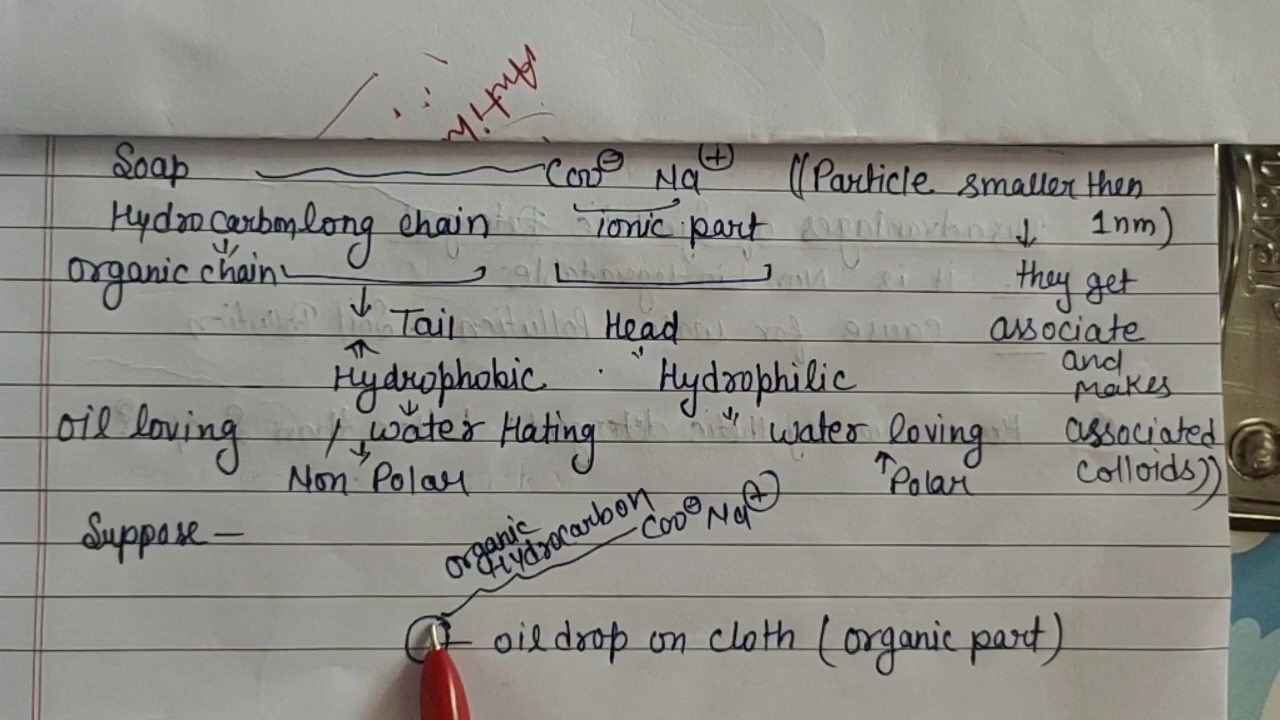 Soap COO⊖ Na⊕ ((Particle smaller then
Hydrocarbon long chain ionic part ↓ 1nm)
organic chain they get
↓ Tail Head associate
and
Hydrophobic . Hydrophilic makes
oil loving / water Hating " water loving associated
Non Polar Polar colloids))
Suppose —
organic Hydrocarbon COO⊖ Na⊕
oil drop on cloth (organic part)